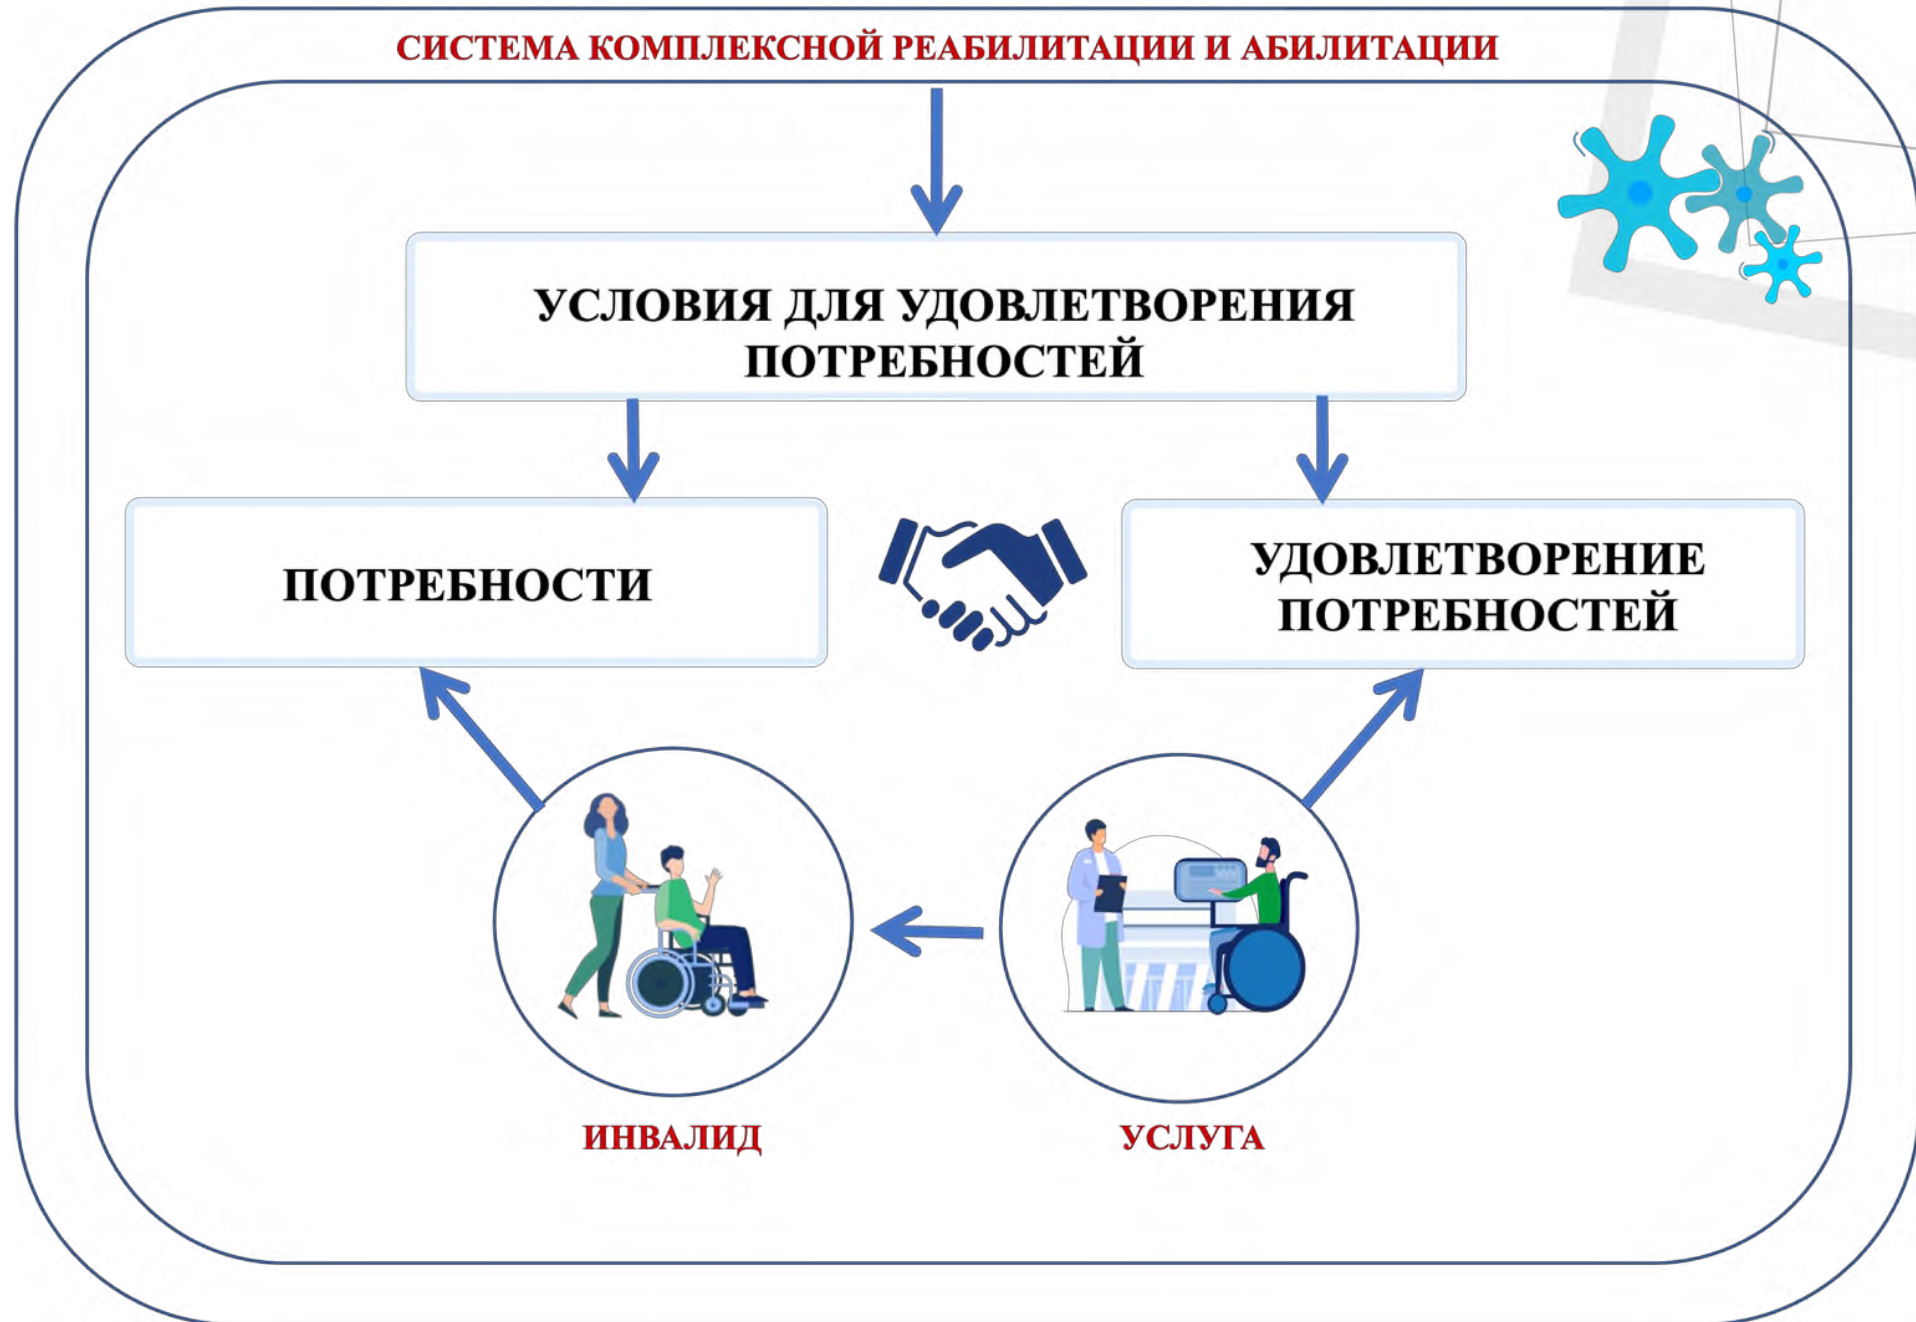 СИСТЕМА КОМПЛЕКСНОЙ РЕАБИЛИТАЦИИ И АБИЛИТАЦИИ
УСЛОВИЯ ДЛЯ УДОВЛЕТВОРЕНИЯ
ПОТРЕБНОСТЕЙ
ПОТРЕБНОСТИ
УДОВЛЕТВОРЕНИЕ
ПОТРЕБНОСТЕЙ
ИНВАЛИД
УСЛУГА